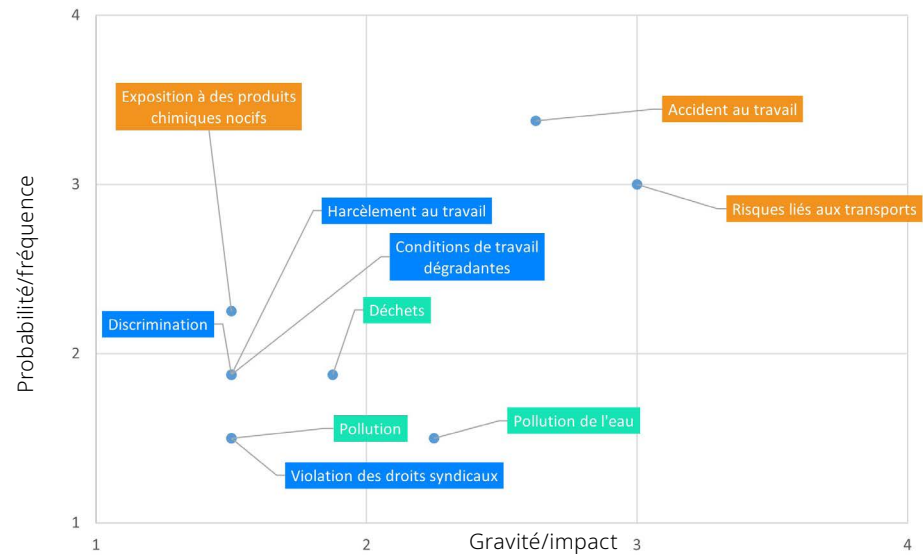 4
Exposition à des produits
chimiques nocifs
Accident au travail
3
Harcèlement au travail
Risques liés aux transports
Conditions de travail
dégradantes
Probabilité/fréquence
Discrimination
Déchets
2
Pollution
Pollution de l'eau
Violation des droits syndicaux
1
1
2
3
4
Gravité/impact